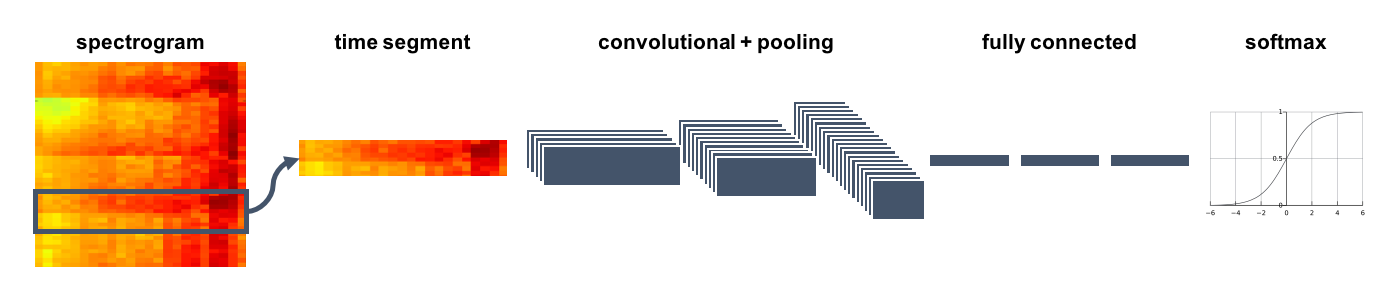 spectrogram
time segment
convolutional + pooling
fully connected
softmax
1
0.5
0
−6 −4 −2 0 2 4 6